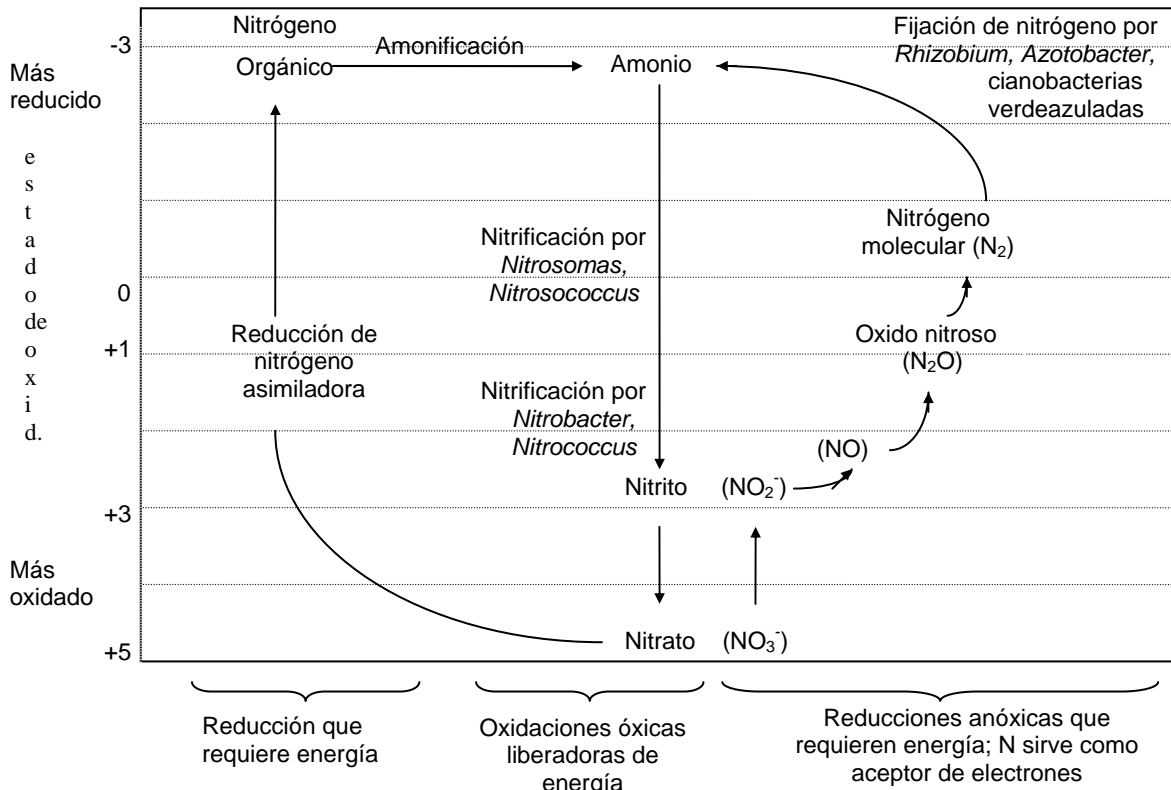 Nitrógeno
Orgánico
Amonificación
Amonio
Fijación de nitrógeno por
Rhizobium, Azotobacter,
cianobacterias
verdeazuladas
-3
Más
reducido
e
s
t
a
d
o
de
o
x
i
d.
0
+1
+3
+5
Más
oxidado
Nitrógeno
molecular (N₂)
Nitrificación por
Nitrosomas,
Nitrosococcus
Oxido nitroso
(N₂O)
Reducción de
nitrógeno
asimiladora
Nitrificación por
Nitrobacter,
Nitrococcus
(NO)
Nitrito (NO₂⁻)
Nitrato (NO₃⁻)
Reducción que
requiere energía
Oxidaciones óxicas
liberadoras de
energía
Reducciones anóxicas que
requieren energía; N sirve como
aceptor de electrones